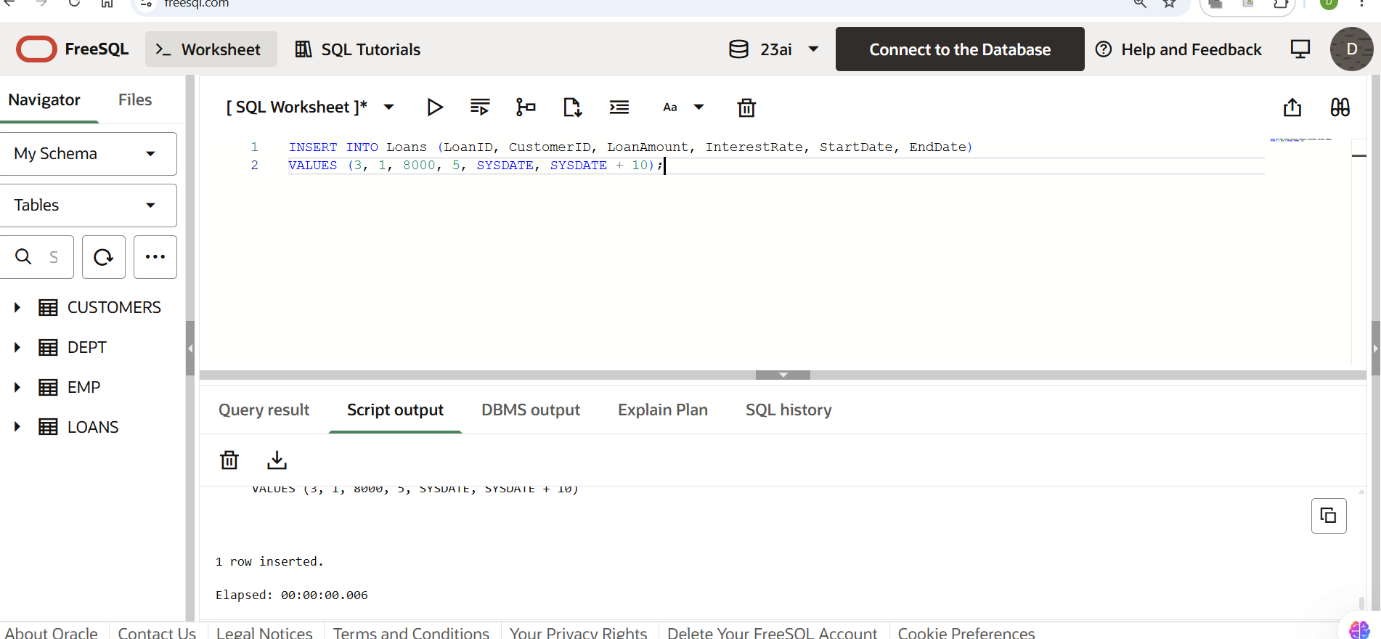 freesql.com
FreeSQL
>_ Worksheet
SQL Tutorials
23ai
Connect to the Database
Help and Feedback
D
Navigator
Files
My Schema
Tables
S
CUSTOMERS
DEPT
EMP
LOANS
[ SQL Worksheet ]*
Aa
1 INSERT INTO Loans (LoanID, CustomerID, LoanAmount, InterestRate, StartDate, EndDate)
2 VALUES (3, 1, 8000, 5, SYSDATE, SYSDATE + 10);
Query result
Script output
DBMS output
Explain Plan
SQL history
VALUES (3, 1, 8000, 5, SYSDATE, SYSDATE + 10)
1 row inserted.
Elapsed: 00:00:00.006
About Oracle
Contact Us
Legal Notices
Terms and Conditions
Your Privacy Rights
Delete Your FreeSQL Account
Cookie Preferences